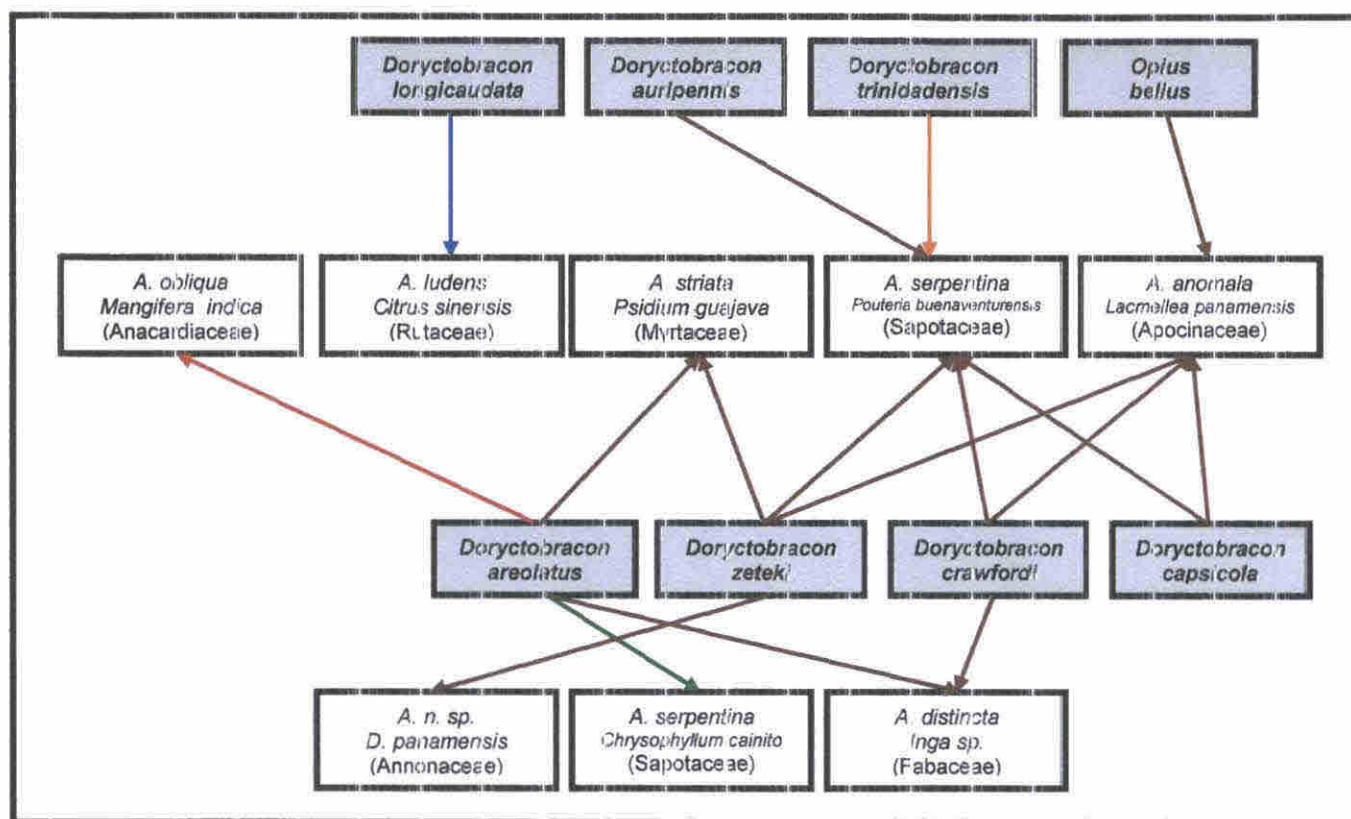 Doryctobracon
longicaudata
Doryctobracon
auripennis
Doryctobracon
trinidadensis
Opius
bellus
A. obliqua
Mangifera indica
(Anacardiaceae)
A. ludens
Citrus sinensis
(Rutaceae)
A. striata
Psidium guajava
(Myrtaceae)
A. serpentina
Pouteria buenaventurensis
(Sapotaceae)
A. anomala
Lacmellea panamensis
(Apocinaceae)
Doryctobracon
areolatus
Doryctobracon
zeteki
Doryctobracon
crawfordi
Doryctobracon
capsicola
A. n. sp.
D. panamensis
(Annonaceae)
A. serpentina
Chrysophyllum cainito
(Sapotaceae)
A. distincta
Inga sp.
(Fabaceae)